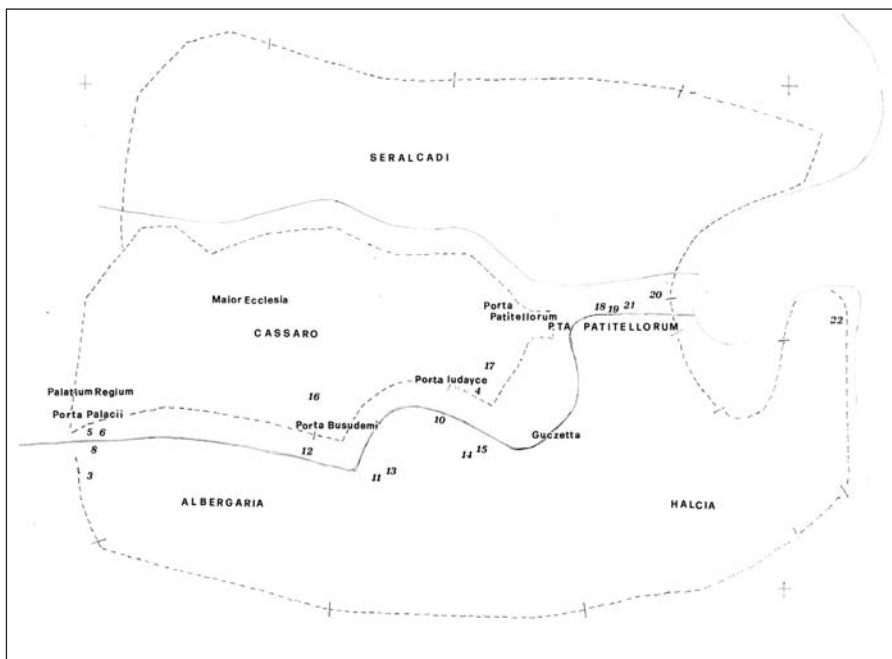 SERALCADI
Maior Ecclesia
CASSARO
Porta
Patitellorum
P.TA PATITELLORUM
18 19 21
20
22
17
Porta Iudayce
4
16
Palatium Regium
Porta Palacii
5 6
8
3
Porta Busudemi
12
10
Guczetta
14 15
11 13
ALBERGARIA
HALCIA